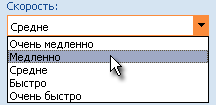 Скорость:
Средне
Очень медленно
Медленно
Средне
Быстро
Очень быстро